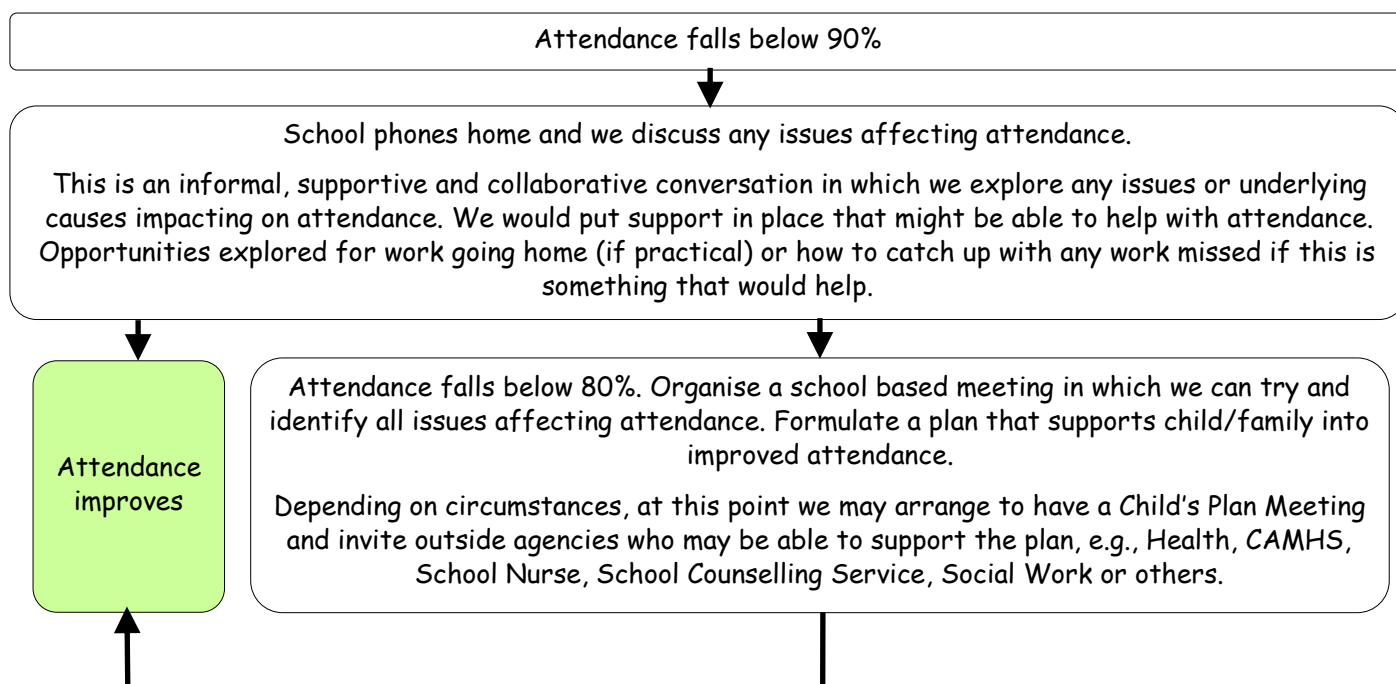 Attendance falls below 90%
School phones home and we discuss any issues affecting attendance.
This is an informal, supportive and collaborative conversation in which we explore any issues or underlying
causes impacting on attendance. We would put support in place that might be able to help with attendance.
Opportunities explored for work going home (if practical) or how to catch up with any work missed if this is
something that would help.
Attendance
improves
Attendance falls below 80%. Organise a school based meeting in which we can try and
identify all issues affecting attendance. Formulate a plan that supports child/family into
improved attendance.
Depending on circumstances, at this point we may arrange to have a Child’s Plan Meeting
and invite outside agencies who may be able to support the plan, e.g., Health, CAMHS,
School Nurse, School Counselling Service, Social Work or others.